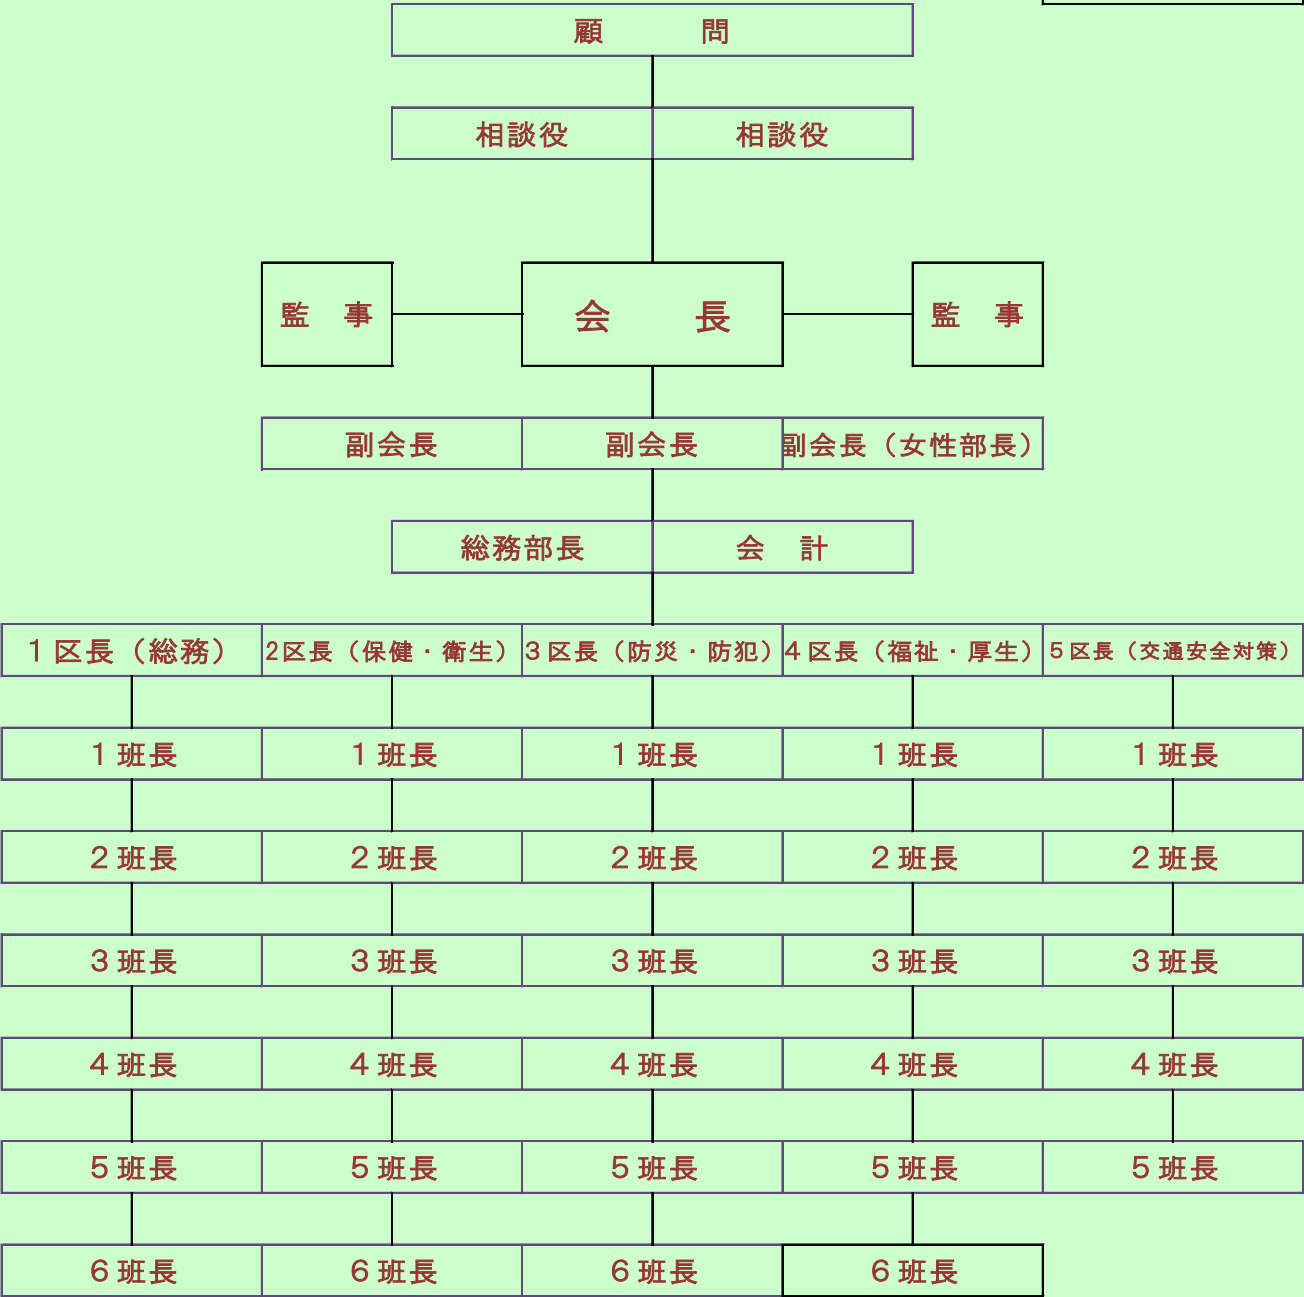 顧　　　問
相談役　相談役
監　事　会　　長　監　事
副会長　副会長　副会長（女性部長）
総務部長　会　計
１区長（総務）　2区長（保健・衛生）　３区長（防災・防犯）　４区長（福祉・厚生）　５区長（交通安全対策）
１班長　１班長　１班長　１班長　１班長
２班長　２班長　２班長　２班長　２班長
３班長　３班長　３班長　３班長　３班長
４班長　４班長　４班長　４班長　４班長
５班長　５班長　５班長　５班長　５班長
６班長　６班長　６班長　６班長